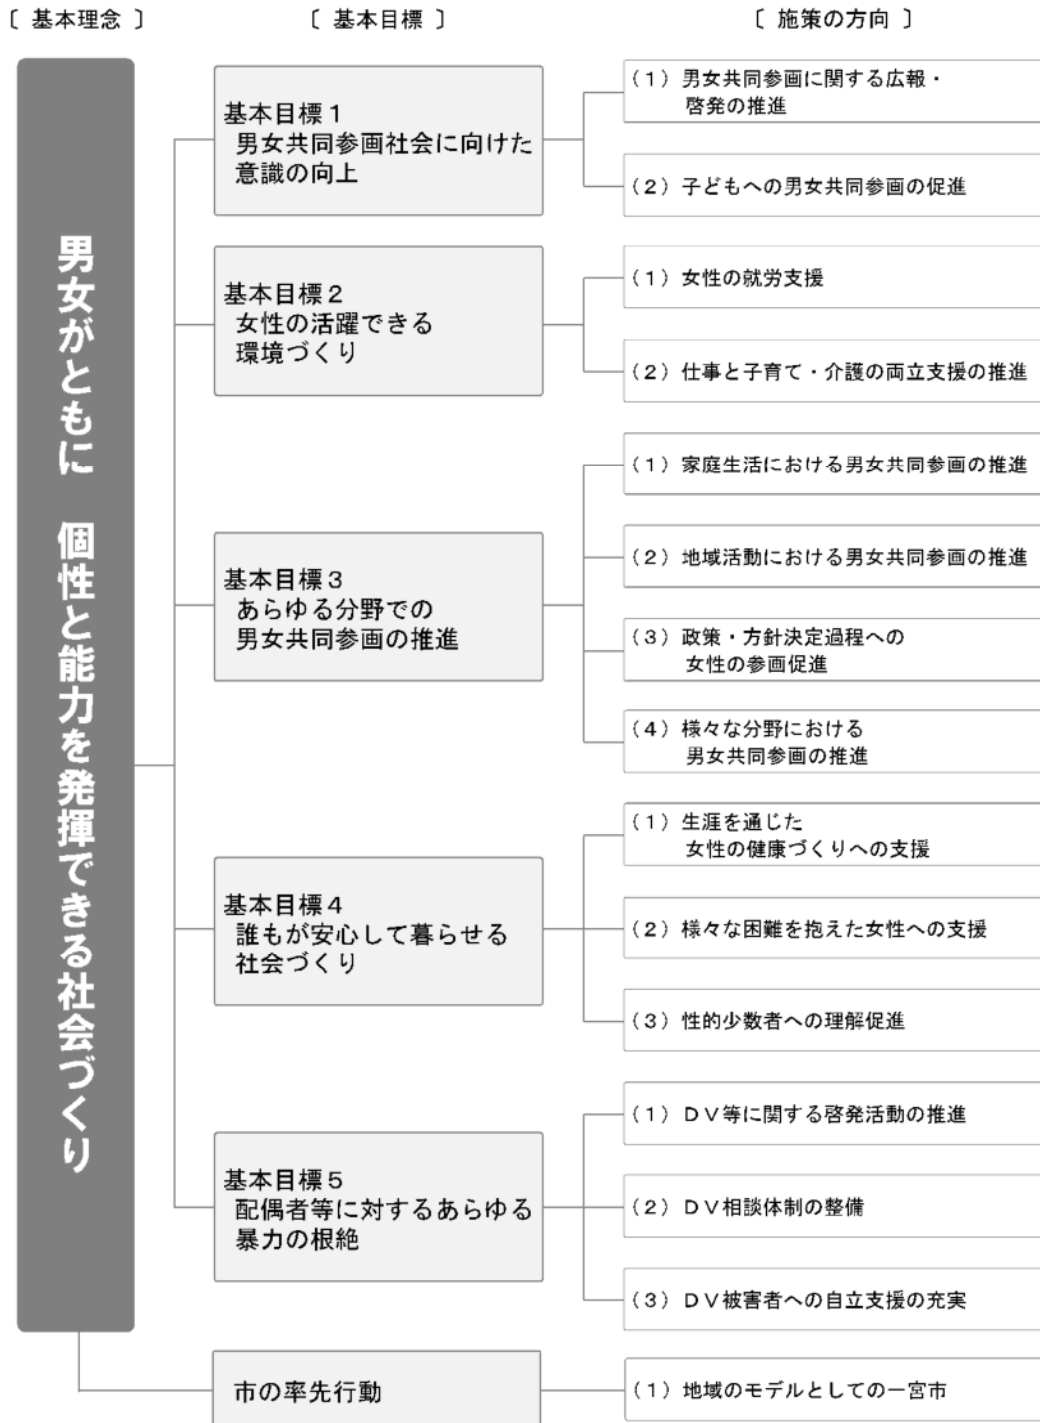 〔 基本理念 〕
〔 基本目標 〕
〔 施策の方向 〕
男女がともに 個性と能力を発揮できる社会づくり
基本目標１
男女共同参画社会に向けた
意識の向上
（１）男女共同参画に関する広報・
啓発の推進
（２）子どもへの男女共同参画の促進
基本目標２
女性の活躍できる
環境づくり
（１）女性の就労支援
（２）仕事と子育て・介護の両立支援の推進
基本目標３
あらゆる分野での
男女共同参画の推進
（１）家庭生活における男女共同参画の推進
（２）地域活動における男女共同参画の推進
（３）政策・方針決定過程への
女性の参画促進
（４）様々な分野における
男女共同参画の推進
基本目標４
誰もが安心して暮らせる
社会づくり
（１）生涯を通じた
女性の健康づくりへの支援
（２）様々な困難を抱えた女性への支援
（３）性的少数者への理解促進
基本目標５
配偶者等に対するあらゆる
暴力の根絶
（１）ＤＶ等に関する啓発活動の推進
（２）ＤＶ相談体制の整備
（３）ＤＶ被害者への自立支援の充実
市の率先行動
（１）地域のモデルとしての一宮市